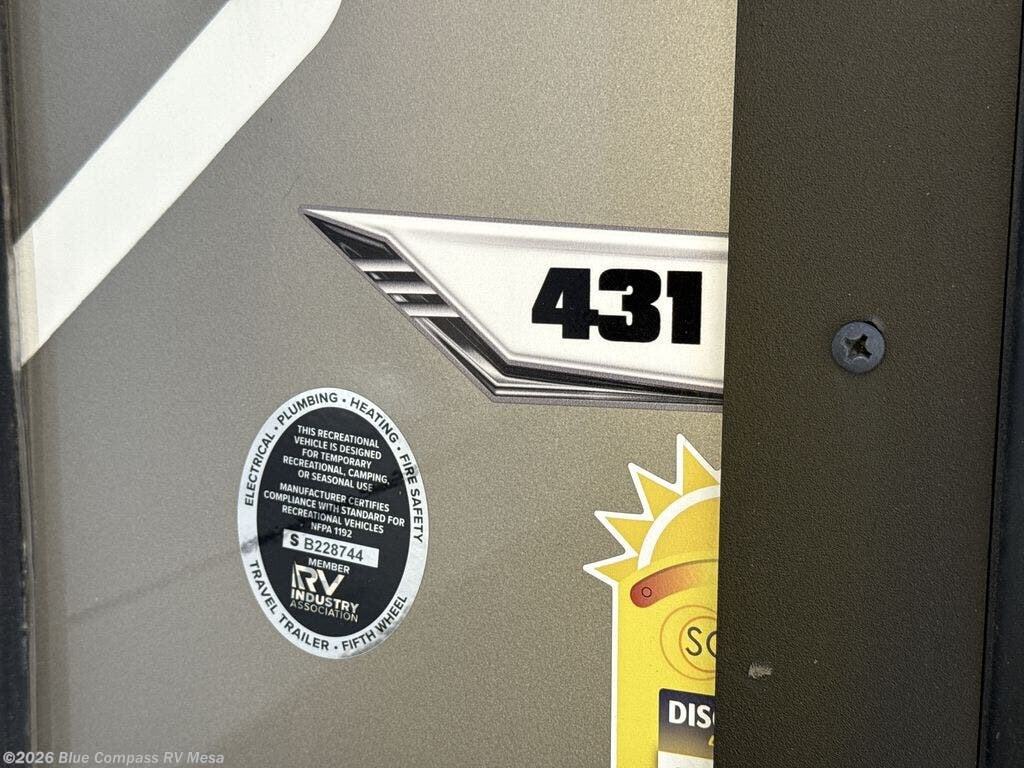 431
ELECTRICAL · PLUMBING · HEATING · FIRE SAFETY
THIS RECREATIONAL
VEHICLE IS DESIGNED
FOR TEMPORARY
RECREATIONAL, CAMPING,
OR SEASONAL USE
MANUFACTURER CERTIFIES
COMPLIANCE WITH STANDARD FOR
RECREATIONAL VEHICLES
NFPA 1192
S B228744
MEMBER
RV
INDUSTRY
ASSOCIATION
TRAVEL TRAILER · FIFTH WHEEL
SO
DISC
©2026 Blue Compass RV Mesa